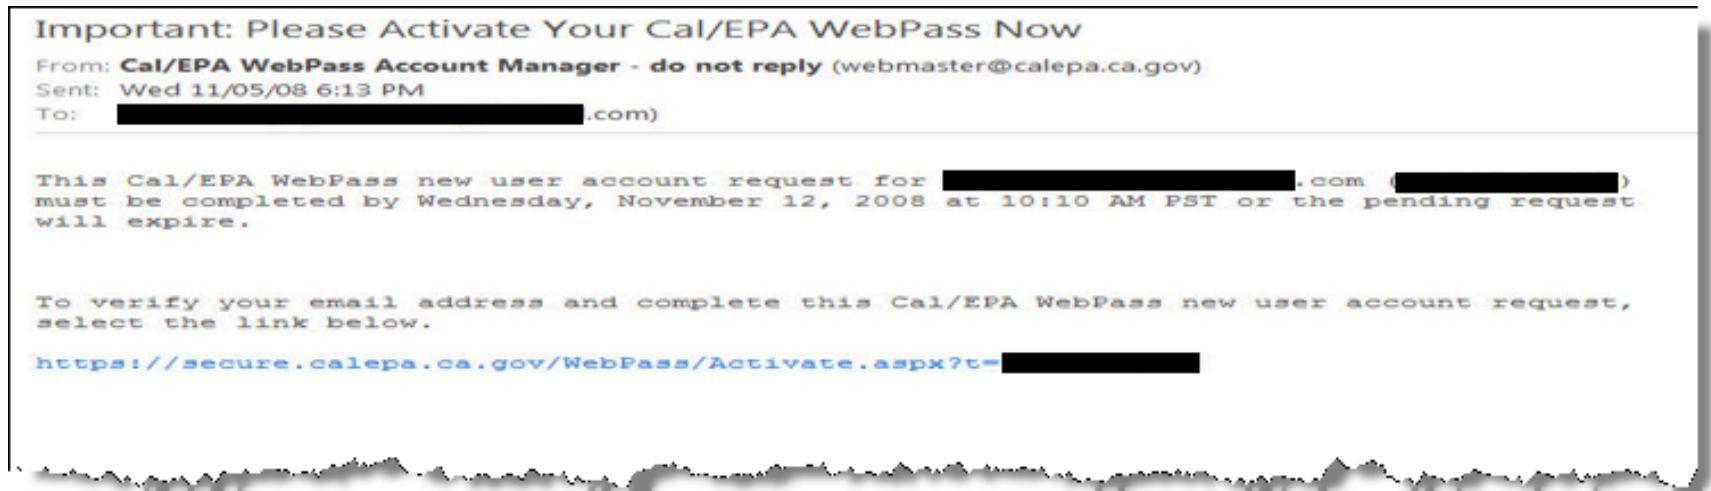 Important: Please Activate Your Cal/EPA WebPass Now
From: Cal/EPA WebPass Account Manager - do not reply (webmaster@calepa.ca.gov)
Sent: Wed 11/05/08 6:13 PM
To: .com)
This Cal/EPA WebPass new user account request for .com ( )
must be completed by Wednesday, November 12, 2008 at 10:10 AM PST or the pending request
will expire.
To verify your email address and complete this Cal/EPA WebPass new user account request,
select the link below.
https://secure.calepa.ca.gov/WebPass/Activate.aspx?t=